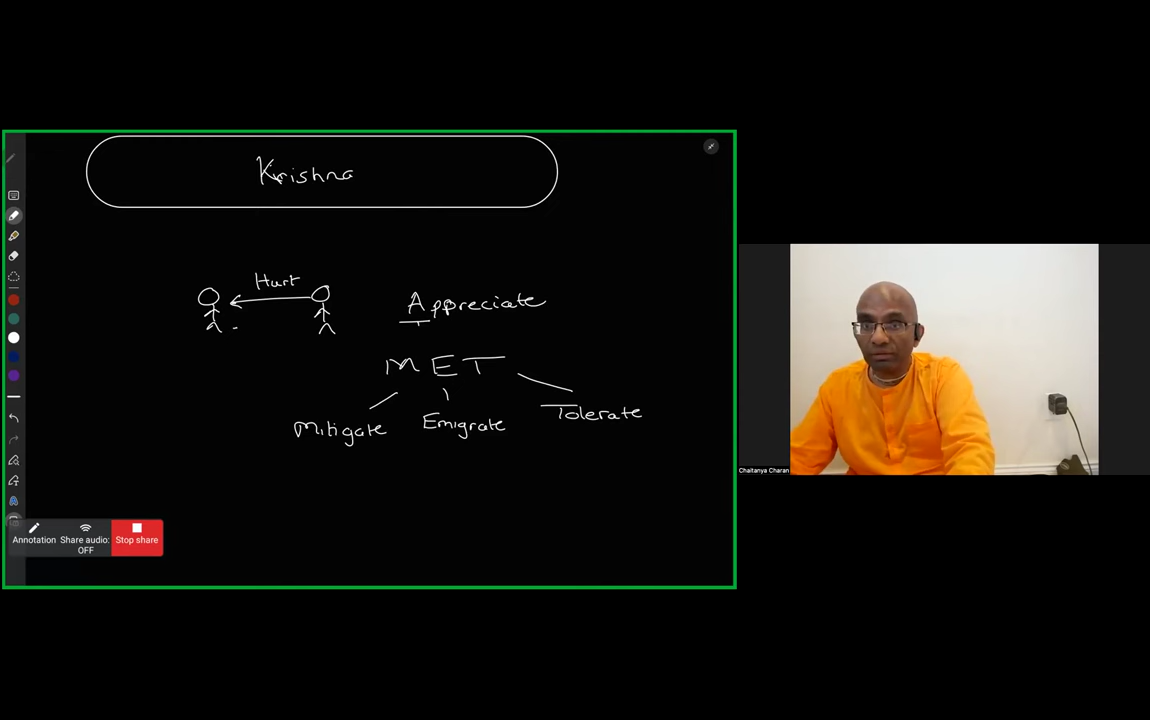 Krishna
Hurt
Appreciate
MET
Mitigate
Emigrate
Tolerate
Chaitanya Charan
Annotation
Share audio:
OFF
Stop share